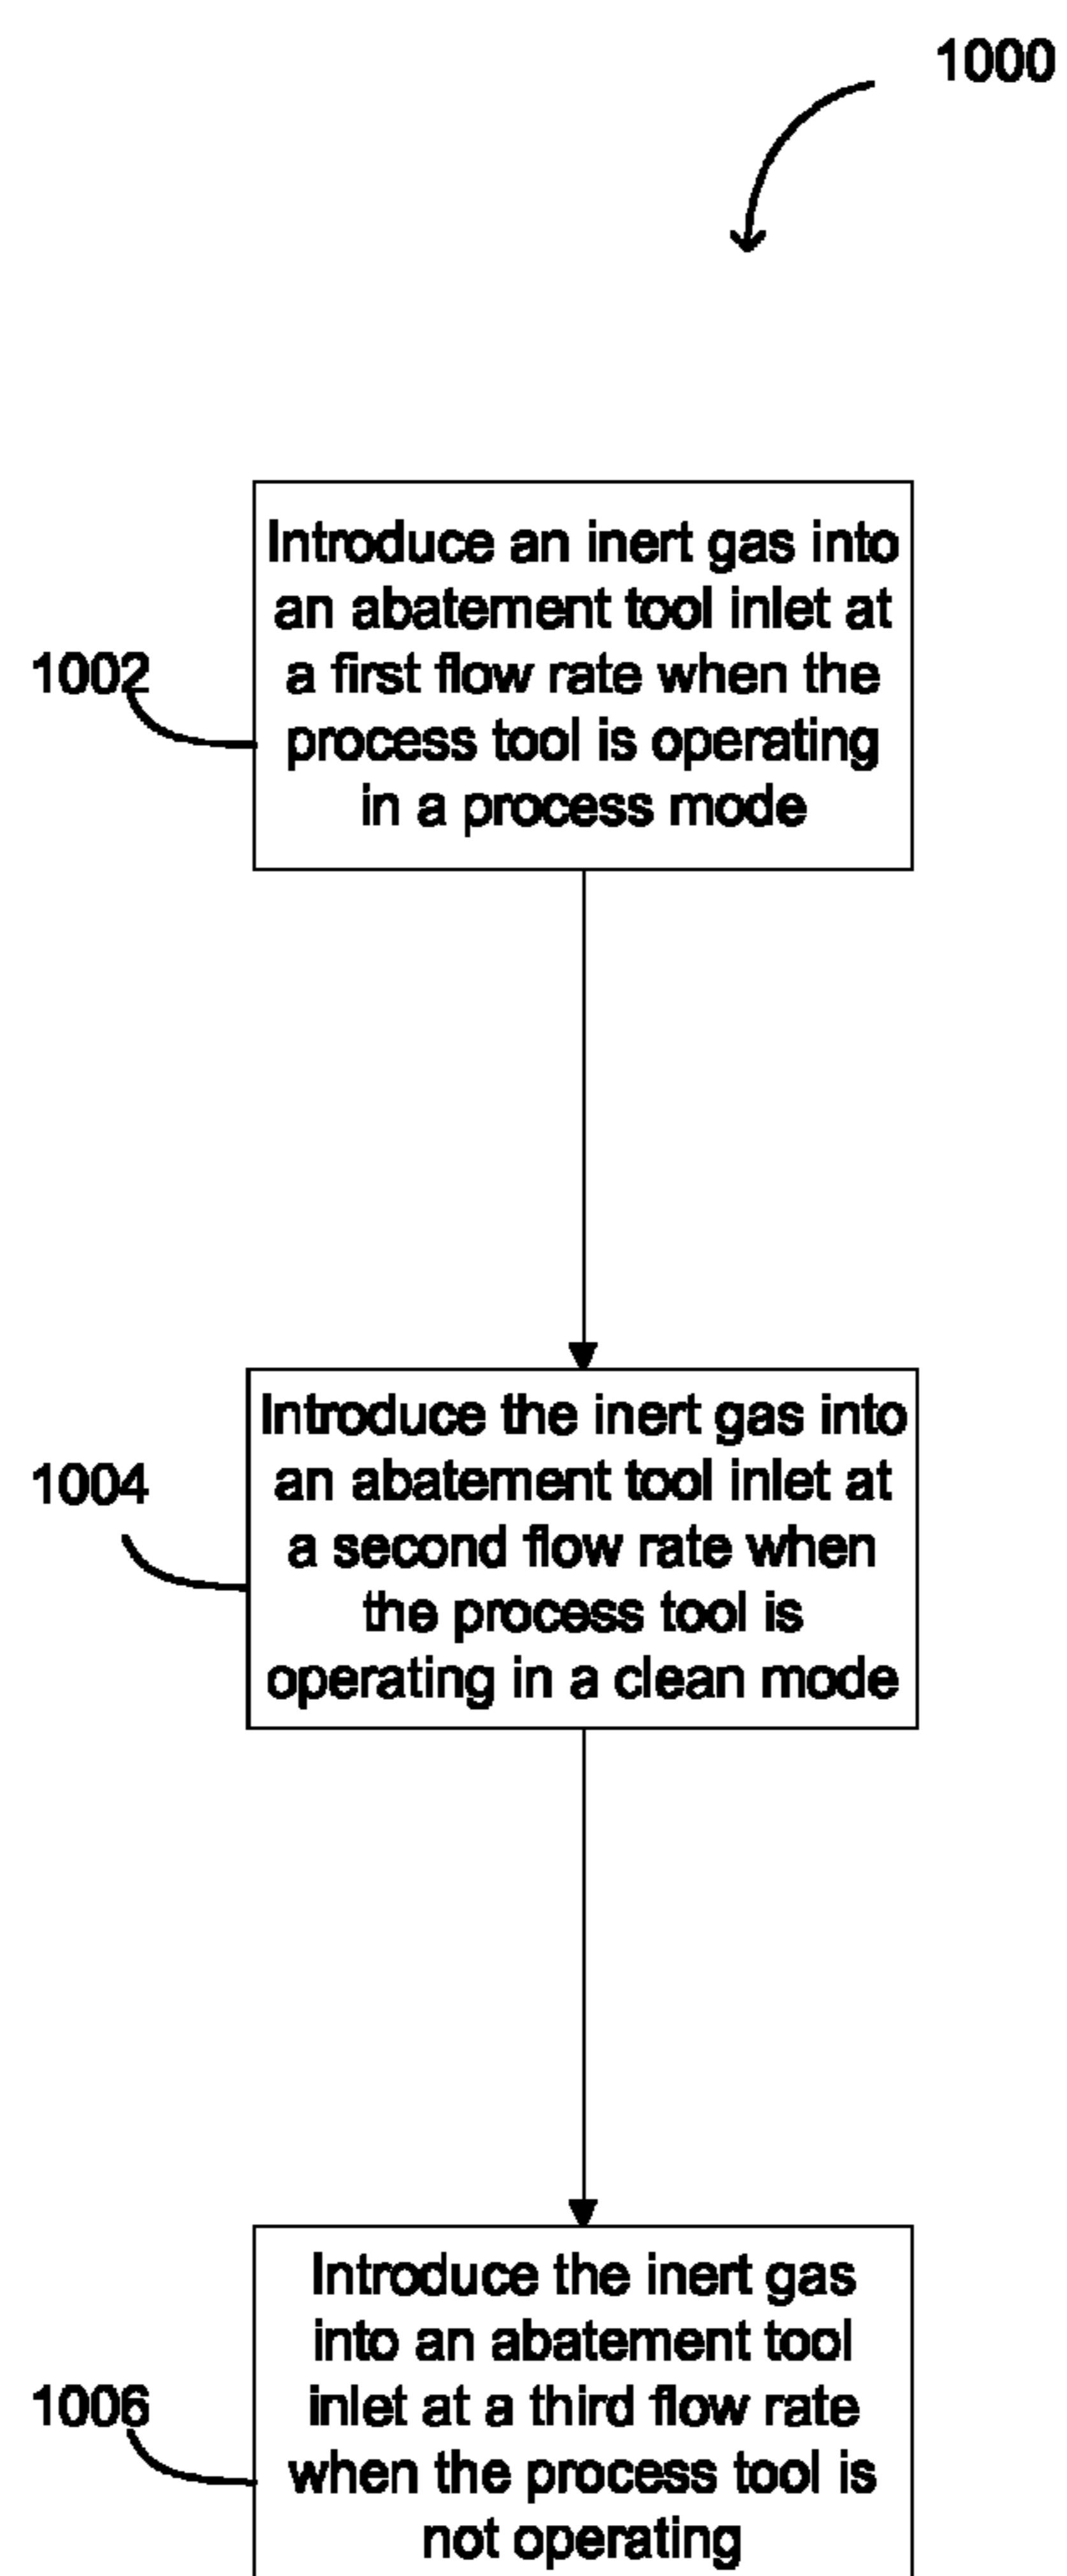 1000
Introduce an inert gas into
an abatement tool inlet at
a first flow rate when the
process tool is operating
in a process mode
1002
Introduce the inert gas into
an abatement tool inlet at
a second flow rate when
the process tool is
operating in a clean mode
1004
Introduce the inert gas
into an abatement tool
inlet at a third flow rate
when the process tool is
not operating
1006